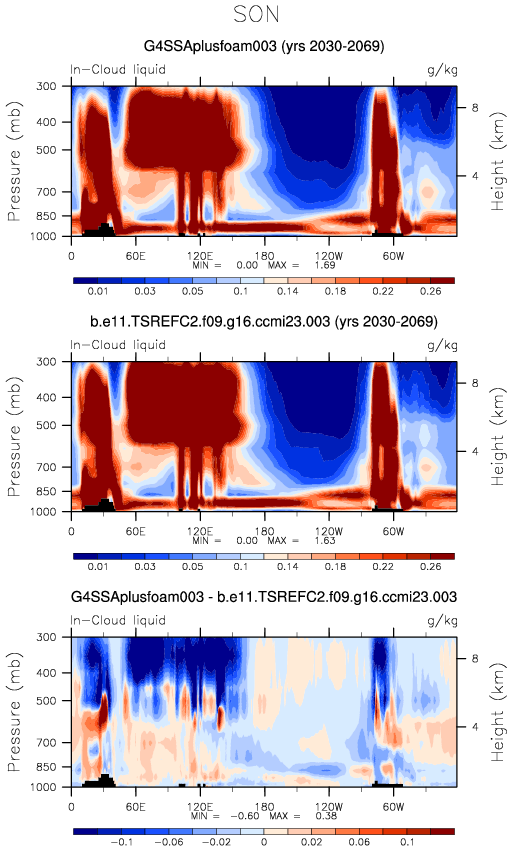 SON
G4SSAplusfoam003 (yrs 2030-2069)
In-Cloud liquid g/kg
300
400
500
700
850
1000
Pressure (mb)
8
4
Height (km)
0 60E 120E 180 120W 60W
MIN = 0.00 MAX = 1.69
0.01 0.03 0.05 0.1 0.14 0.18 0.22 0.26
b.e11.TSREFC2.f09.g16.ccmi23.003 (yrs 2030-2069)
In-Cloud liquid g/kg
300
400
500
700
850
1000
Pressure (mb)
8
4
Height (km)
0 60E 120E 180 120W 60W
MIN = 0.00 MAX = 1.63
0.01 0.03 0.05 0.1 0.14 0.18 0.22 0.26
G4SSAplusfoam003 - b.e11.TSREFC2.f09.g16.ccmi23.003
In-Cloud liquid g/kg
300
400
500
700
850
1000
Pressure (mb)
8
4
Height (km)
0 60E 120E 180 120W 60W
MIN = -0.60 MAX = 0.38
-0.1 -0.06 -0.02 0 0.02 0.06 0.1